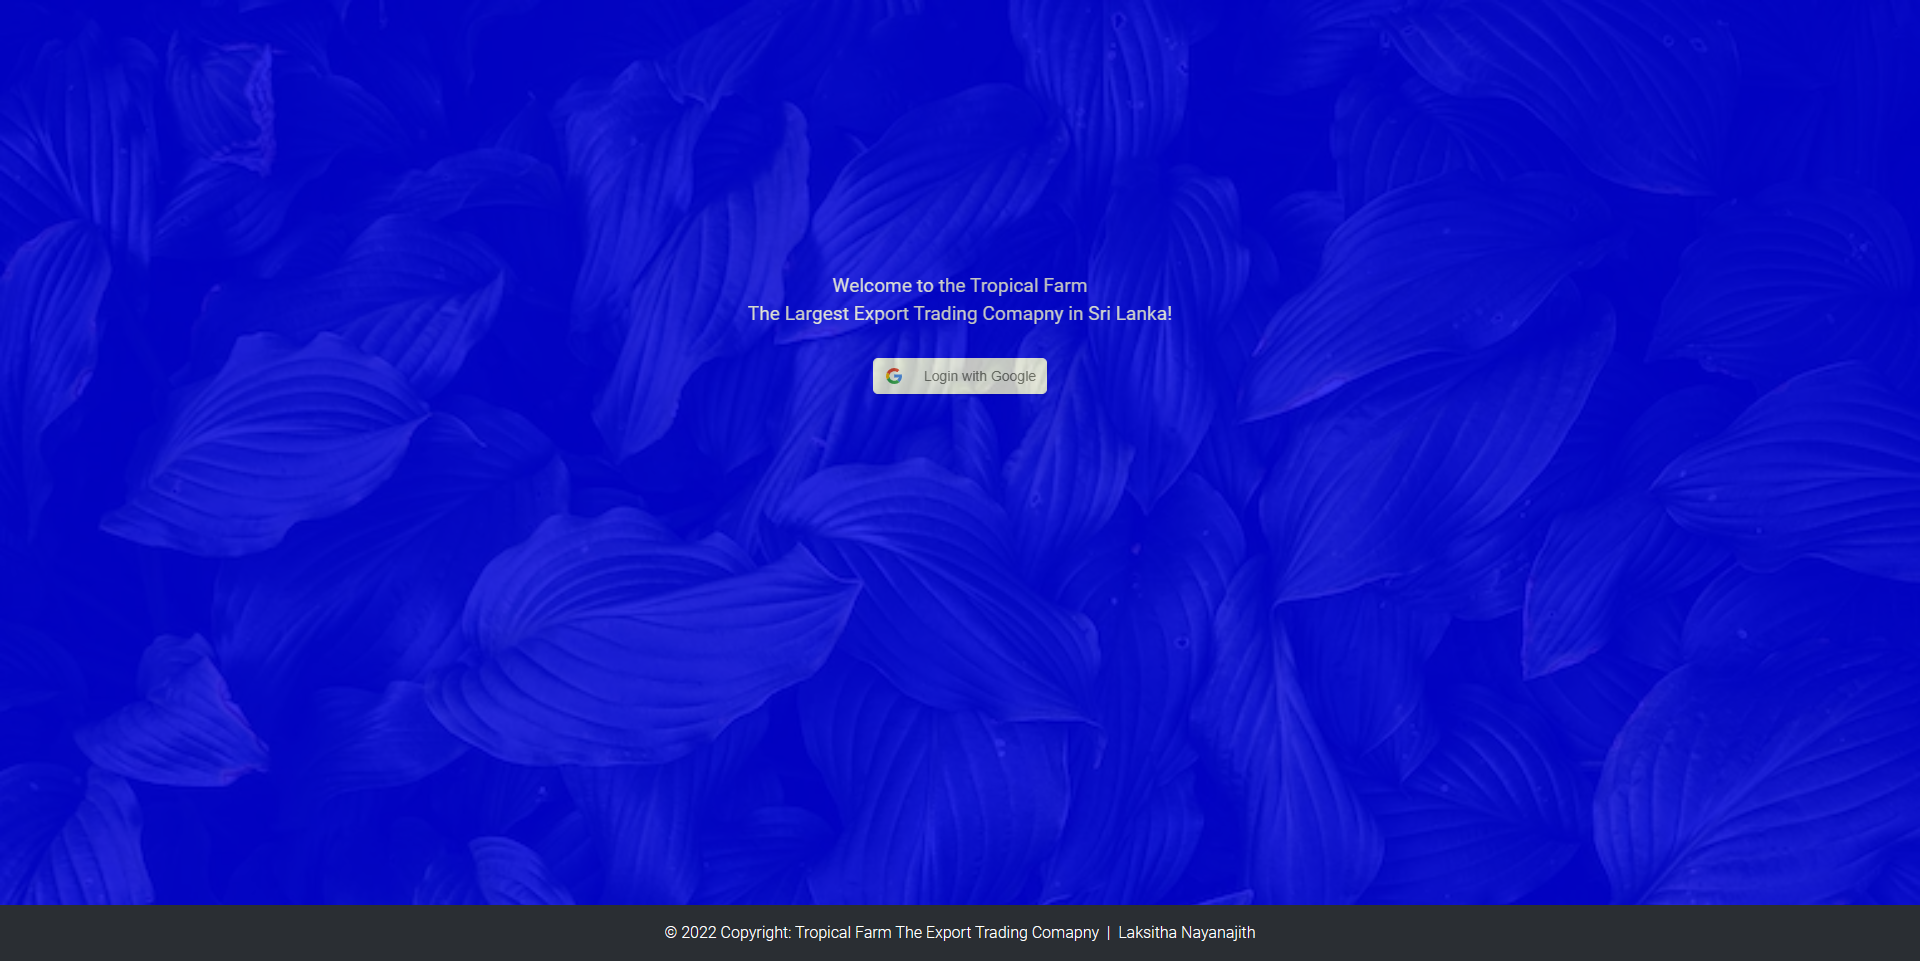 Welcome to the Tropical Farm
The Largest Export Trading Comapny in Sri Lanka!
Login with Google
© 2022 Copyright: Tropical Farm The Export Trading Comapny | Laksitha Nayanajith